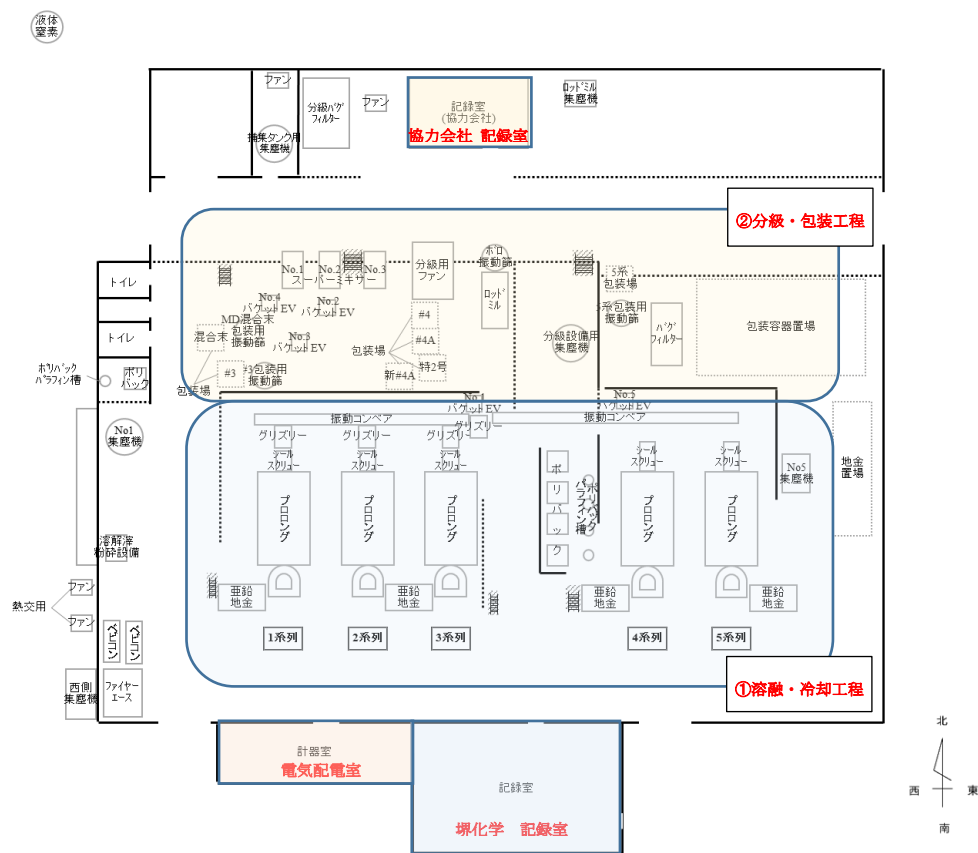 液体
窒素
ファン
分級バグ
フィルター
ファン
記録室
(協力会社)
協力会社 記録室
ロッドミル
集塵機
捕集タンク用
集塵機
②分級・包装工程
トイレ
トイレ
No.1
No.2
No.3
スーパーミキサー
分級用
ファン
ボロ
振動篩
ロッド
ミル
5系
包装場
5系包装用
振動篩
No.4
バケットEV
No.2
バケットEV
MD混合末
包装用
振動篩
混合末
No.3
バケットEV
包装場
#4
#4A
特2号
新#4A
分級設備用
集塵機
バグ
フィルター
包装容器置場
ポリバック
パラフィン槽
ポリ
バック
包装場
#3
#3包装用
振動篩
No.1
バケットEV
No.5
バケットEV
振動コンベア
振動コンベア
グリズリー
グリズリー
グリズリー
グリズリー
No1
集塵機
シール
スクリュー
シール
スクリュー
シール
スクリュー
シール
スクリュー
シール
スクリュー
No5
集塵機
地金
置場
プロロング
プロロング
プロロング
ポリバック
ポリバック
パラフィン槽
プロロング
プロロング
溶解滓
粉砕設備
ファン
熱交用
ファン
亜鉛
地金
亜鉛
地金
亜鉛
地金
亜鉛
地金
1系列
2系列
3系列
4系列
5系列
ベビコン
ベビコン
西側
集塵機
ファイヤー
エース
①溶融・冷却工程
計器室
電気配電室
記録室
堺化学 記録室
北
西
東
南